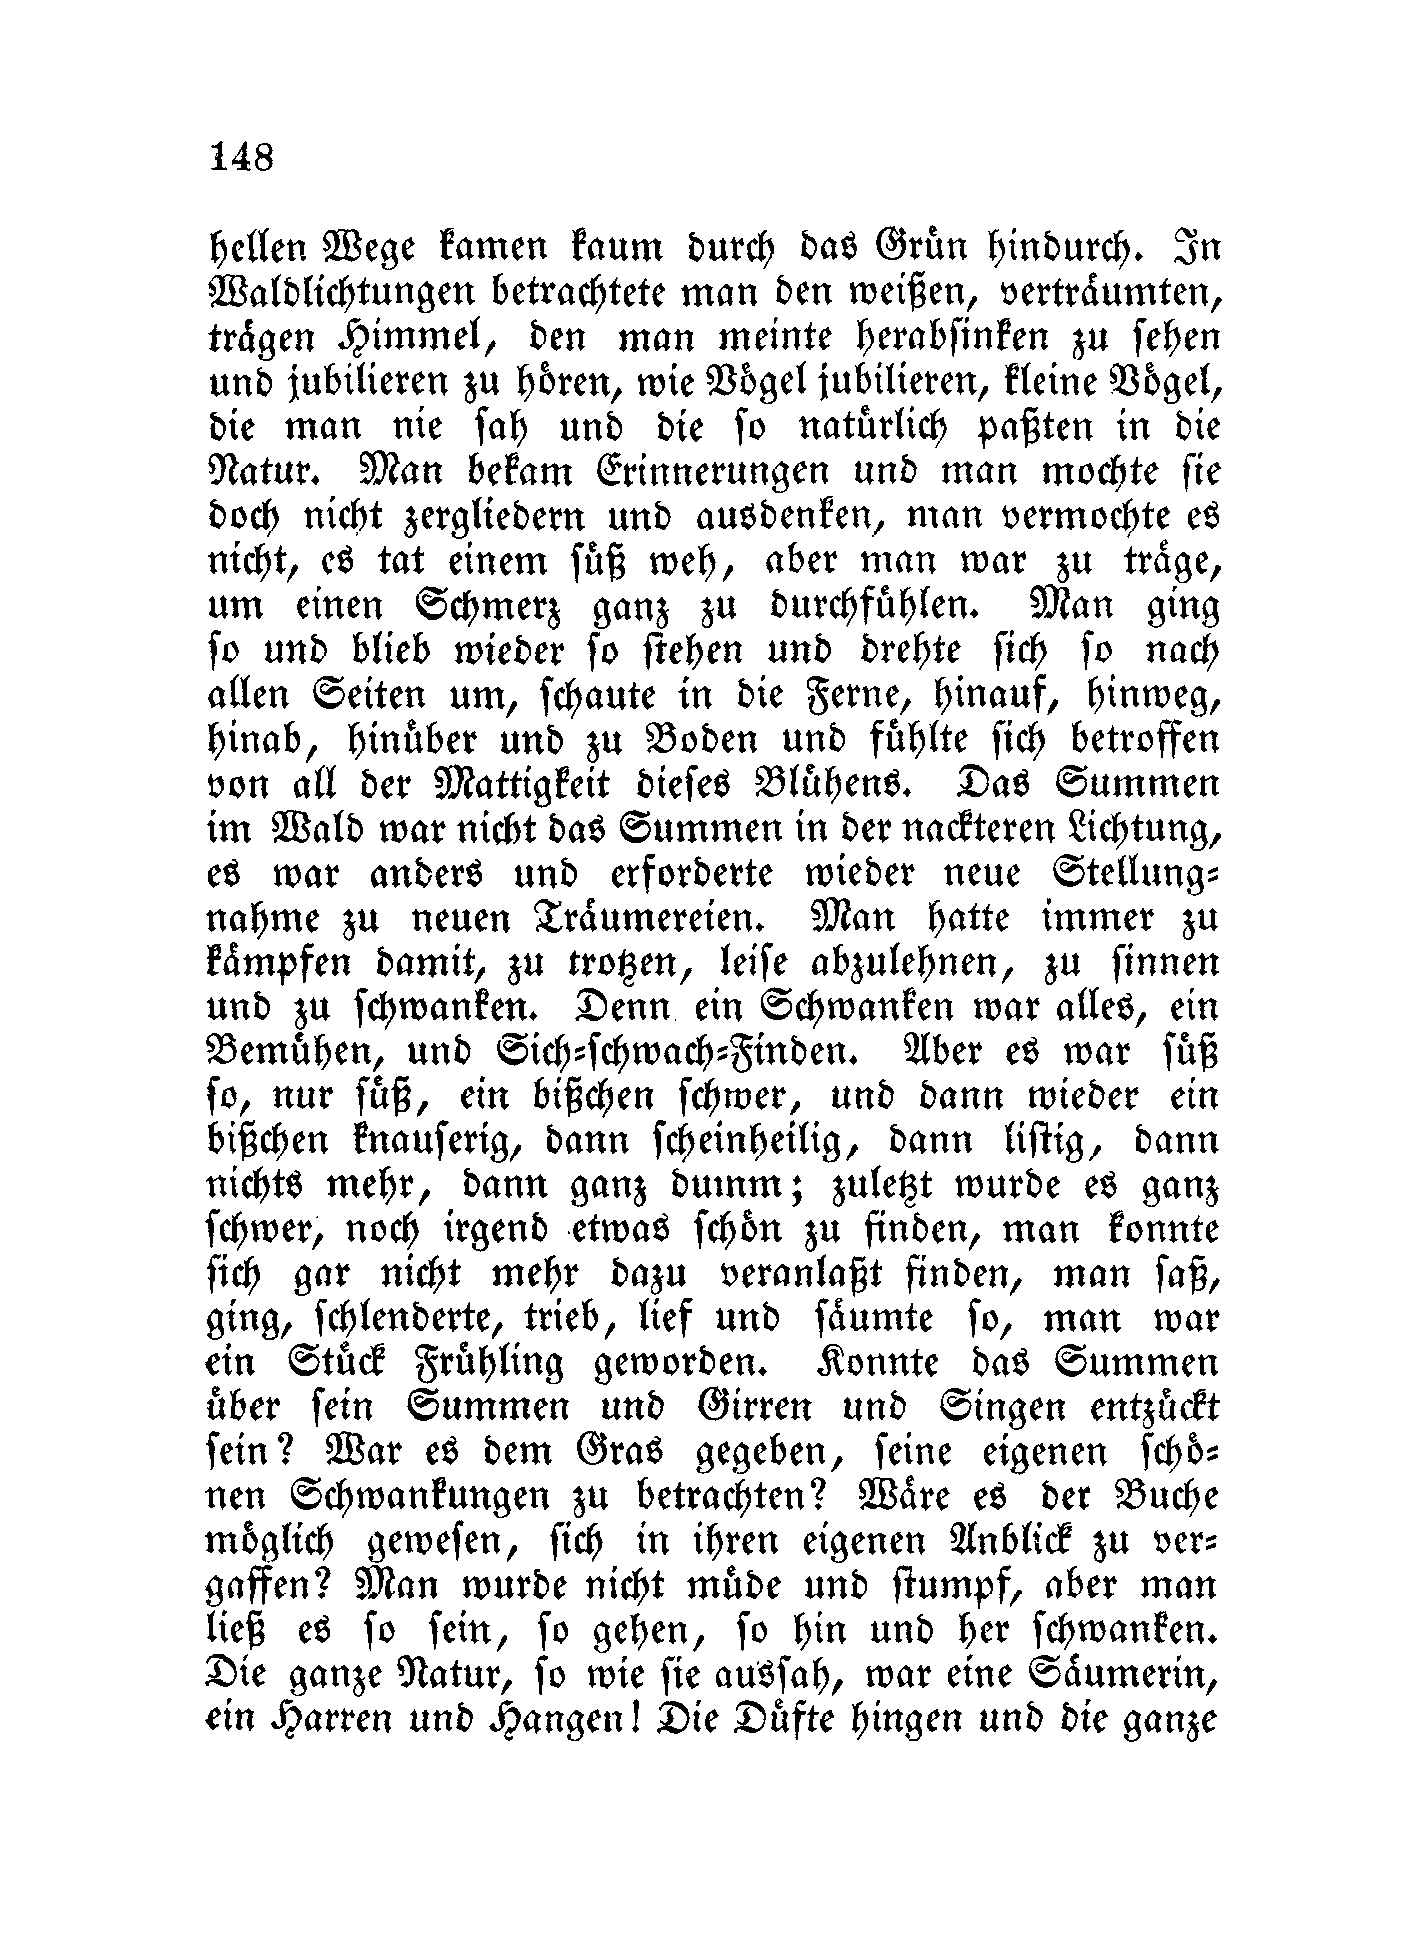 148
hellen Wege kamen kaum durch das Grün hindurch. In
Waldlichtungen betrachtete man den weißen, verträumten,
trägen Himmel, den man meinte herabſinken zu ſehen
und jubilieren zu hören, wie Vögel jubilieren, kleine Vögel,
die man nie ſah und die ſo natürlich paßten in die
Natur. Man bekam Erinnerungen und man mochte ſie
doch nicht zergliedern und ausdenken, man vermochte es
nicht, es tat einem ſüß weh, aber man war zu träge,
um einen Schmerz ganz zu durchfühlen. Man ging
ſo und blieb wieder ſo ſtehen und drehte ſich ſo nach
allen Seiten um, ſchaute in die Ferne, hinauf, hinweg,
hinab, hinüber und zu Boden und fühlte ſich betroffen
von all der Mattigkeit dieſes Blühens. Das Summen
im Wald war nicht das Summen in der nackteren Lichtung,
es war anders und erforderte wieder neue Stellung⸗
nahme zu neuen Träumereien. Man hatte immer zu
kämpfen damit, zu trotzen, leiſe abzulehnen, zu ſinnen
und zu ſchwanken. Denn ein Schwanken war alles, ein
Bemühen, und Sich⸗ſchwach⸗Finden. Aber es war ſüß
ſo, nur ſüß, ein bißchen ſchwer, und dann wieder ein
bißchen knauſerig, dann ſcheinheilig, dann liſtig, dann
nichts mehr, dann ganz dumm; zuletzt wurde es ganz
ſchwer, noch irgend etwas ſchön zu finden, man konnte
ſich gar nicht mehr dazu veranlaßt finden, man ſaß,
ging, ſchlenderte, trieb, lief und ſäumte ſo, man war
ein Stück Frühling geworden. Konnte das Summen
über ſein Summen und Girren und Singen entzückt
ſein? War es dem Gras gegeben, ſeine eigenen ſchö⸗
nen Schwankungen zu betrachten? Wäre es der Buche
möglich geweſen, ſich in ihren eigenen Anblick zu ver⸗
gaffen? Man wurde nicht müde und ſtumpf, aber man
ließ es ſo ſein, ſo gehen, ſo hin und her ſchwanken.
Die ganze Natur, ſo wie ſie ausſah, war eine Säumerin,
ein Harren und Hangen! Die Düfte hingen und die ganze